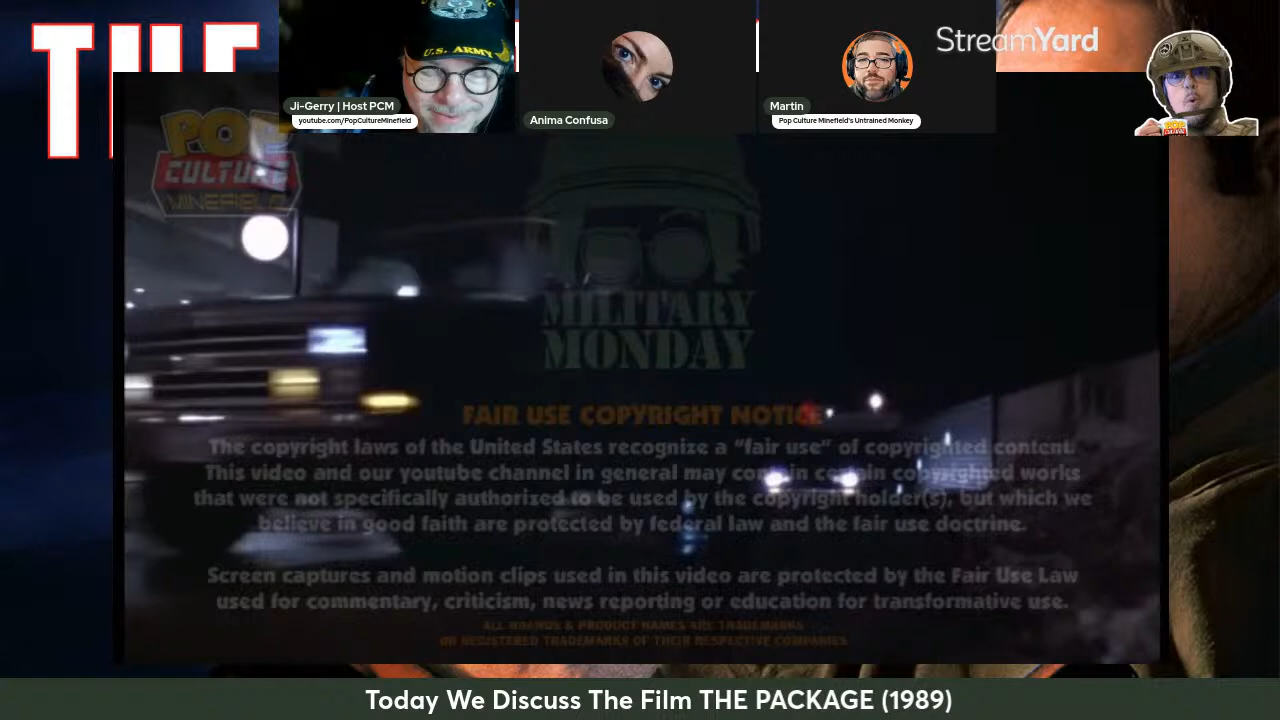 THE
StreamYard
U.S. ARMY
Ji-Gerry | Host PCM
youtube.com/PopCultureMinefield
Anima Confusa
Martin
Pop Culture Minefield's Untrained Monkey
POP
CULTURE
MINEFIELD
MILITARY
MONDAY
FAIR USE COPYRIGHT NOTICE
The copyright laws of the United States recognize a "fair use" of copyrighted content.
This video and our youtube channel in general may contain certain copyrighted works
that were not specifically authorized to be used by the copyright holder(s), but which we
believe in good faith are protected by federal law and the fair use doctrine.
Screen captures and motion clips used in this video are protected by the Fair Use Law
used for commentary, criticism, news reporting or education for transformative use.
ALL BRANDS & PRODUCT NAMES ARE TRADEMARKS
OR REGISTERED TRADEMARKS OF THEIR RESPECTIVE COMPANIES
Today We Discuss The Film THE PACKAGE (1989)